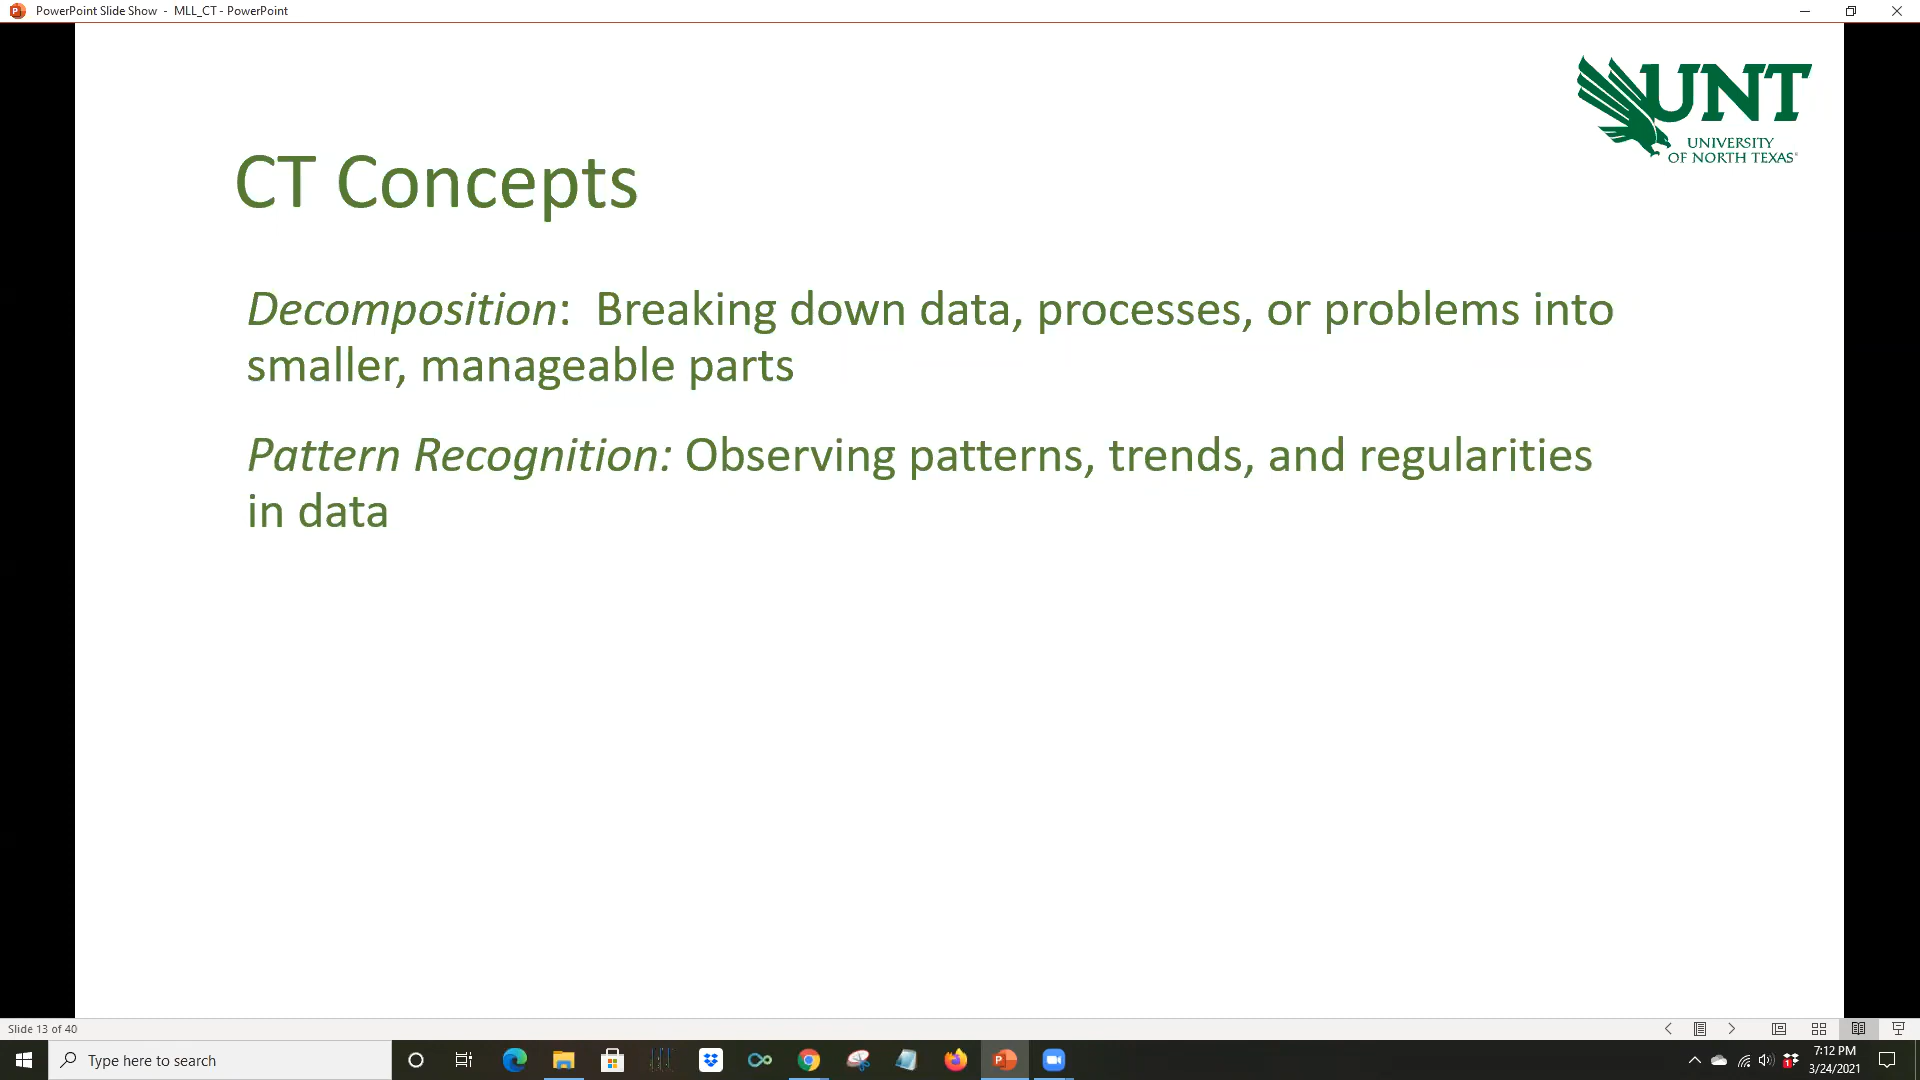 PowerPoint Slide Show - MLL_CT - PowerPoint
UNT
UNIVERSITY
OF NORTH TEXAS®
CT Concepts
Decomposition: Breaking down data, processes, or problems into
smaller, manageable parts
Pattern Recognition: Observing patterns, trends, and regularities
in data
Slide 13 of 40
Type here to search
7:12 PM
3/24/2021